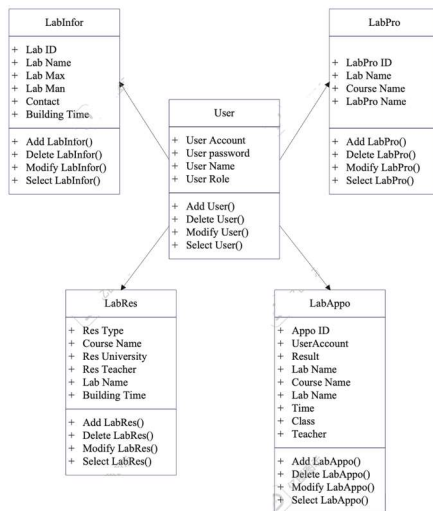 LabInfor
+ Lab ID
+ Lab Name
+ Lab Max
+ Lab Man
+ Contact
+ Building Time
+ Add LabInfor()
+ Delete LabInfor()
+ Modify LabInfor()
+ Select LabInfor()
LabPro
+ LabPro ID
+ Lab Name
+ Course Name
+ LabPro Name
+ Add LabPro()
+ Delete LabPro()
+ Modify LabPro()
+ Select LabPro()
User
+ User Account
+ User password
+ User Name
+ User Role
+ Add User()
+ Delete User()
+ Modify User()
+ Select User()
LabRes
+ Res Type
+ Course Name
+ Res University
+ Res Teacher
+ Lab Name
+ Building Time
+ Add LabRes()
+ Delete LabRes()
+ Modify LabRes()
+ Select LabRes()
LabAppo
+ Appo ID
+ UserAccount
+ Result
+ Lab Name
+ Course Name
+ Lab Name
+ Time
+ Class
+ Teacher
+ Add LabAppo()
+ Delete LabAppo()
+ Modify LabAppo()
+ Select LabAppo()